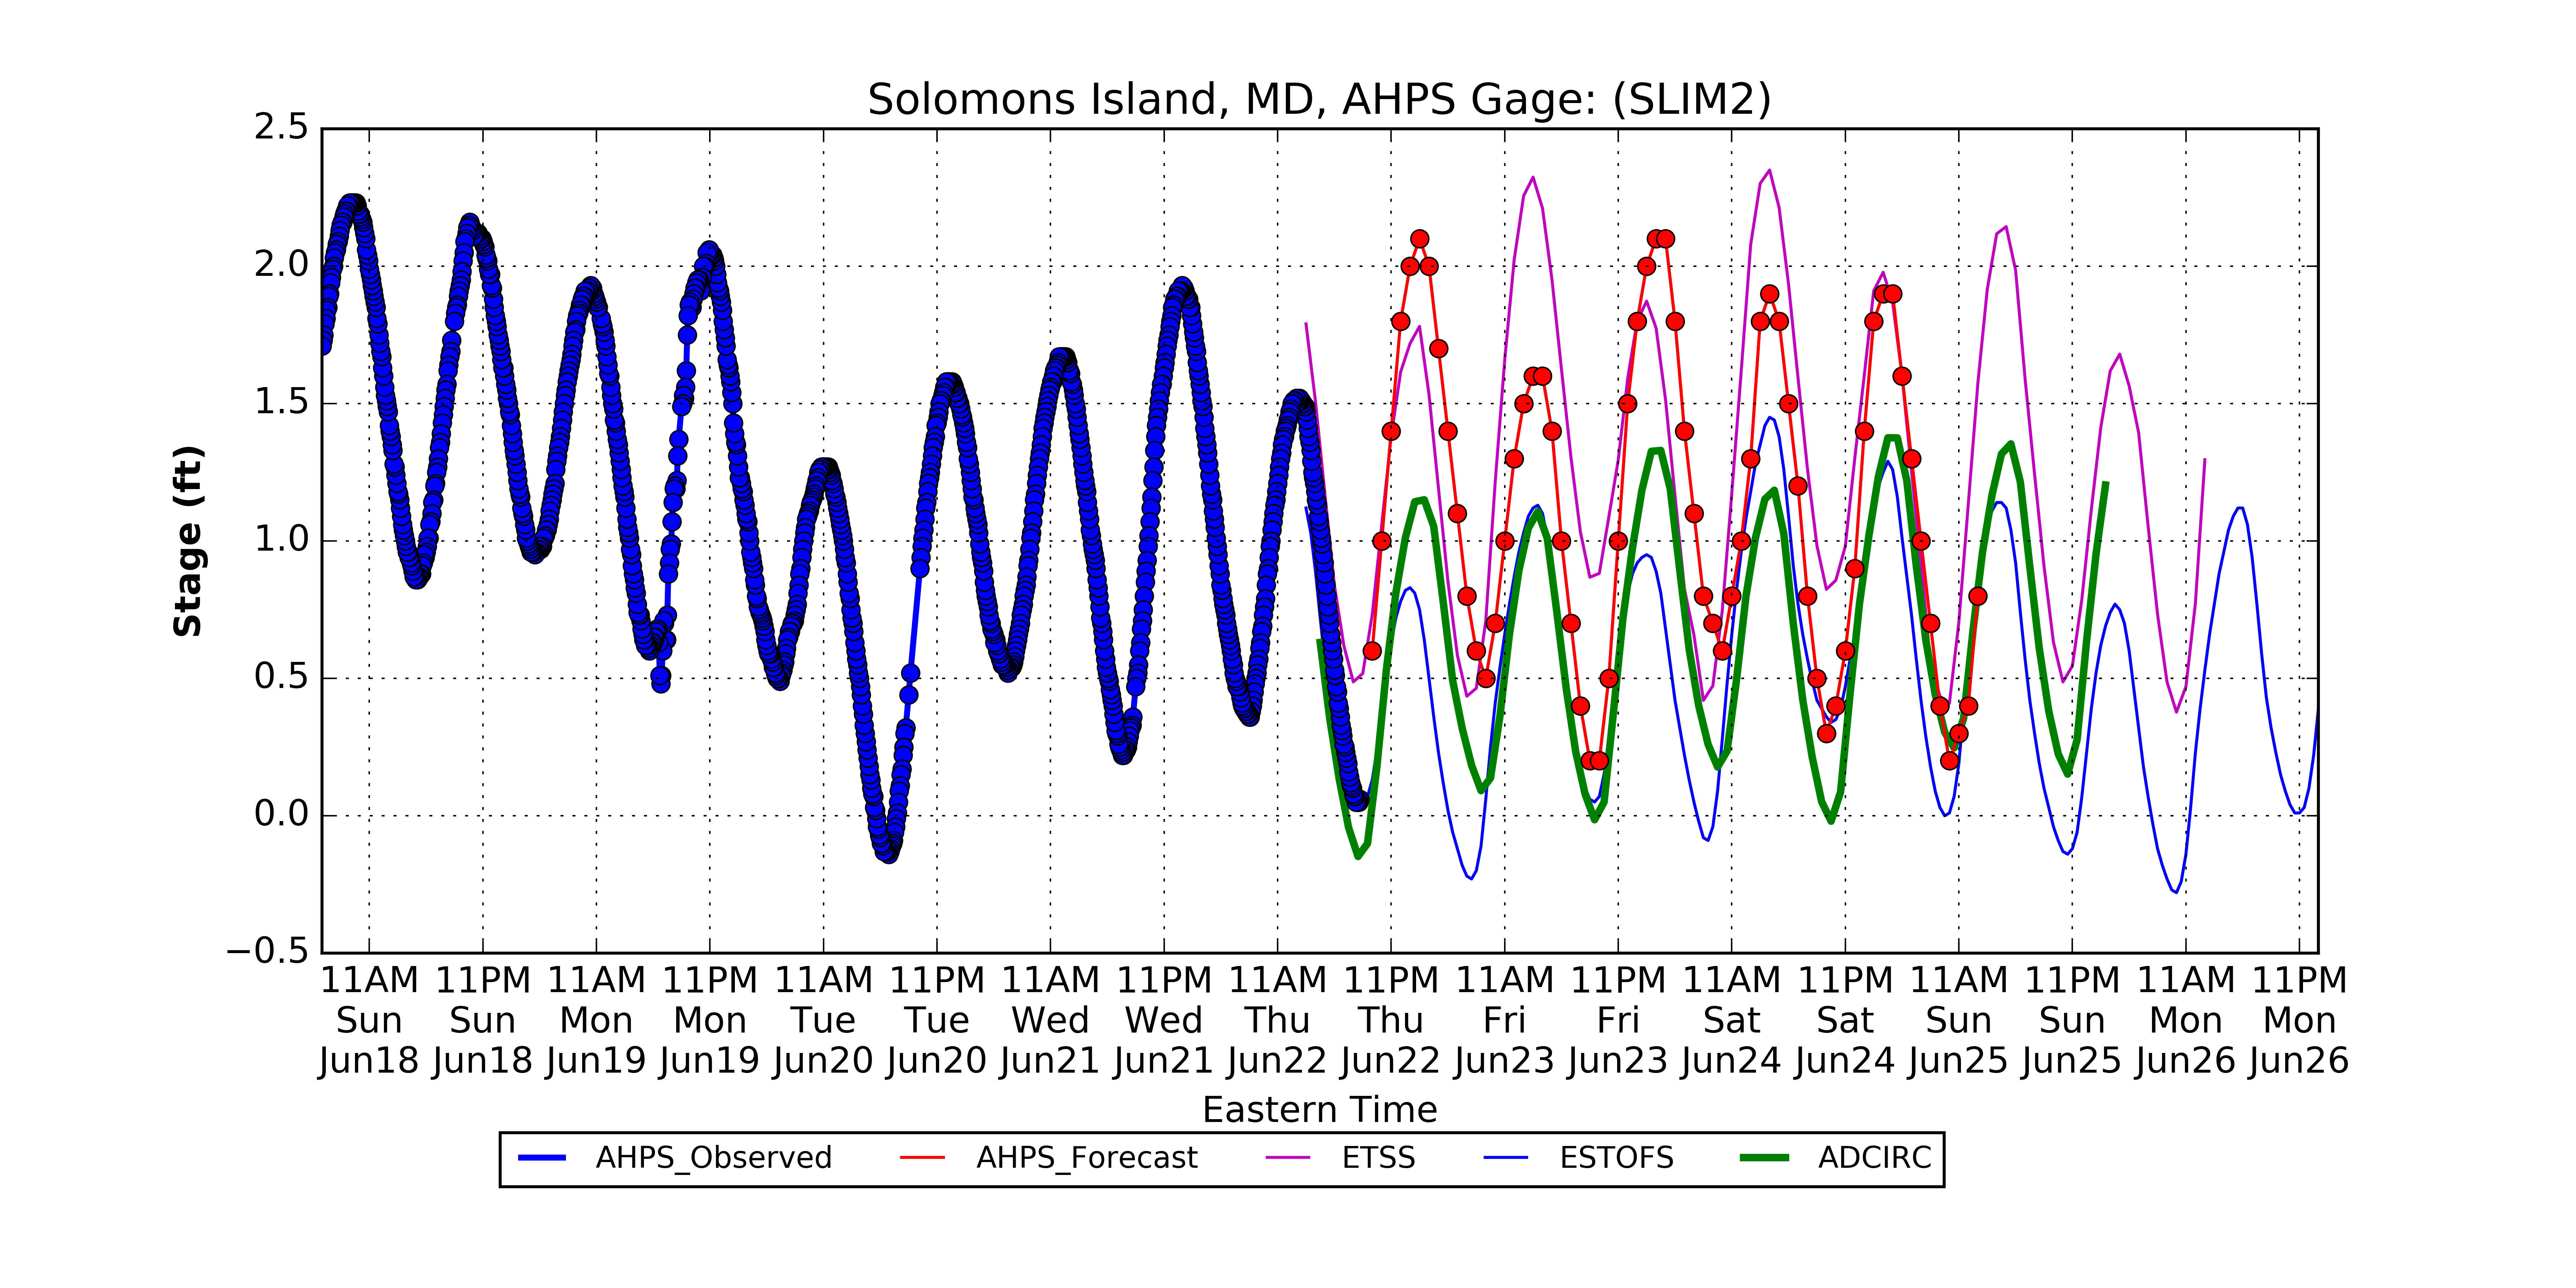 Solomons Island, MD, AHPS Gage: (SLIM2)
2.5
2.0
1.5
1.0
0.5
0.0
−0.5
Stage (ft)
11AM 11PM 11AM 11PM 11AM 11PM 11AM 11PM 11AM 11PM 11AM 11PM 11AM 11PM 11AM 11PM 11AM 11PM
Sun Sun Mon Mon Tue Tue Wed Wed Thu Thu Fri Fri Sat Sat Sun Sun Mon Mon
Jun18 Jun18 Jun19 Jun19 Jun20 Jun20 Jun21 Jun21 Jun22 Jun22 Jun23 Jun23 Jun24 Jun24 Jun25 Jun25 Jun26 Jun26
Eastern Time
AHPS_Observed AHPS_Forecast ETSS ESTOFS ADCIRC